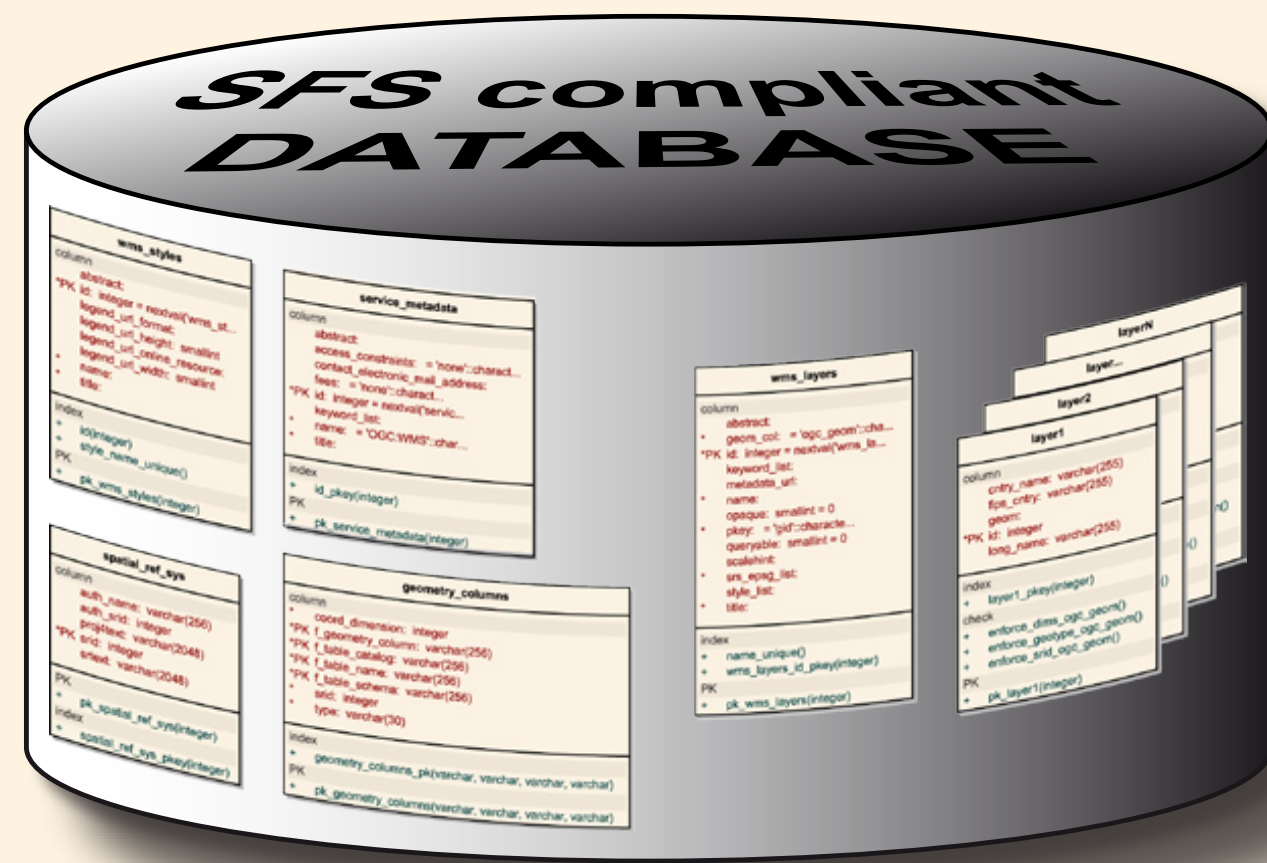 SFS compliant
DATABASE
wms_styles
column
abstract:
*PK id: integer = nextval('wms_st...
legend_url_format:
legend_url_height: smallint
legend_url_online_resource:
legend_url_width: smallint
* name:
* title:
index
+ id(integer)
+ style_name_unique()
PK
+ pk_wms_styles(integer)
service_metadata
column
abstract:
access_constraints: = 'none'::charact...
contact_electronic_mail_address:
fees: = 'none'::charact...
*PK id: integer = nextval('servic...
keyword_list:
* name: = 'OGC:WMS'::char...
* title:
index
+ id_pkey(integer)
PK
+ pk_service_metadata(integer)
spatial_ref_sys
column
auth_name: varchar(256)
auth_srid: integer
proj4text: varchar(2048)
*PK srid: integer
srtext: varchar(2048)
PK
+ pk_spatial_ref_sys(integer)
index
+ spatial_ref_sys_pkey(integer)
geometry_columns
column
* coord_dimension: integer
*PK f_geometry_column: varchar(256)
*PK f_table_catalog: varchar(256)
*PK f_table_name: varchar(256)
*PK f_table_schema: varchar(256)
* srid: integer
* type: varchar(30)
index
+ geometry_columns_pk(varchar, varchar, varchar, varchar)
PK
+ pk_geometry_columns(varchar, varchar, varchar, varchar)
wms_layers
column
abstract:
* geom_col: = 'ogc_geom'::cha...
*PK id: integer = nextval('wms_la...
keyword_list:
metadata_url:
* name:
opaque: smallint = 0
* pkey: = 'gid'::characte...
queryable: smallint = 0
scalehint:
* srs_epsg_list:
style_list:
* title:
index
+ name_unique()
+ wms_layers_id_pkey(integer)
PK
+ pk_wms_layers(integer)
layerN
layer...
layer2
layer1
column
cntry_name: varchar(255)
fips_cntry: varchar(255)
geom:
*PK id: integer
long_name: varchar(255)
index
+ layer1_pkey(integer)
check
+ enforce_dims_ogc_geom()
+ enforce_geotype_ogc_geom()
+ enforce_srid_ogc_geom()
PK
+ pk_layer1(integer)